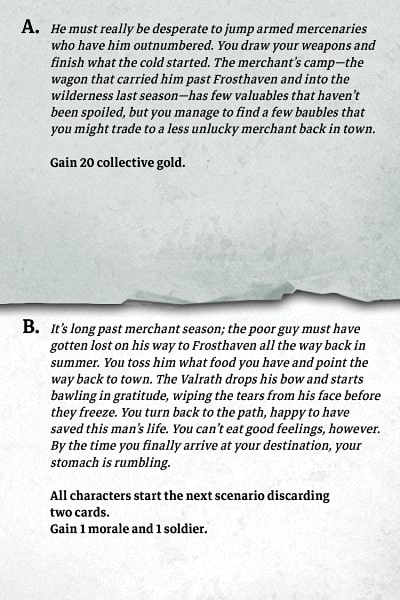 A. He must really be desperate to jump armed mercenaries
who have him outnumbered. You draw your weapons and
finish what the cold started. The merchant's camp—the
wagon that carried him past Frosthaven and into the
wilderness last season—has few valuables that haven't
been spoiled, but you manage to find a few baubles that
you might trade to a less unlucky merchant back in town.
Gain 20 collective gold.
B. It's long past merchant season; the poor guy must have
gotten lost on his way to Frosthaven all the way back in
summer. You toss him what food you have and point the
way back to town. The Valrath drops his bow and starts
bawling in gratitude, wiping the tears from his face before
they freeze. You turn back to the path, happy to have
saved this man's life. You can't eat good feelings, however.
By the time you finally arrive at your destination, your
stomach is rumbling.
All characters start the next scenario discarding
two cards.
Gain 1 morale and 1 soldier.